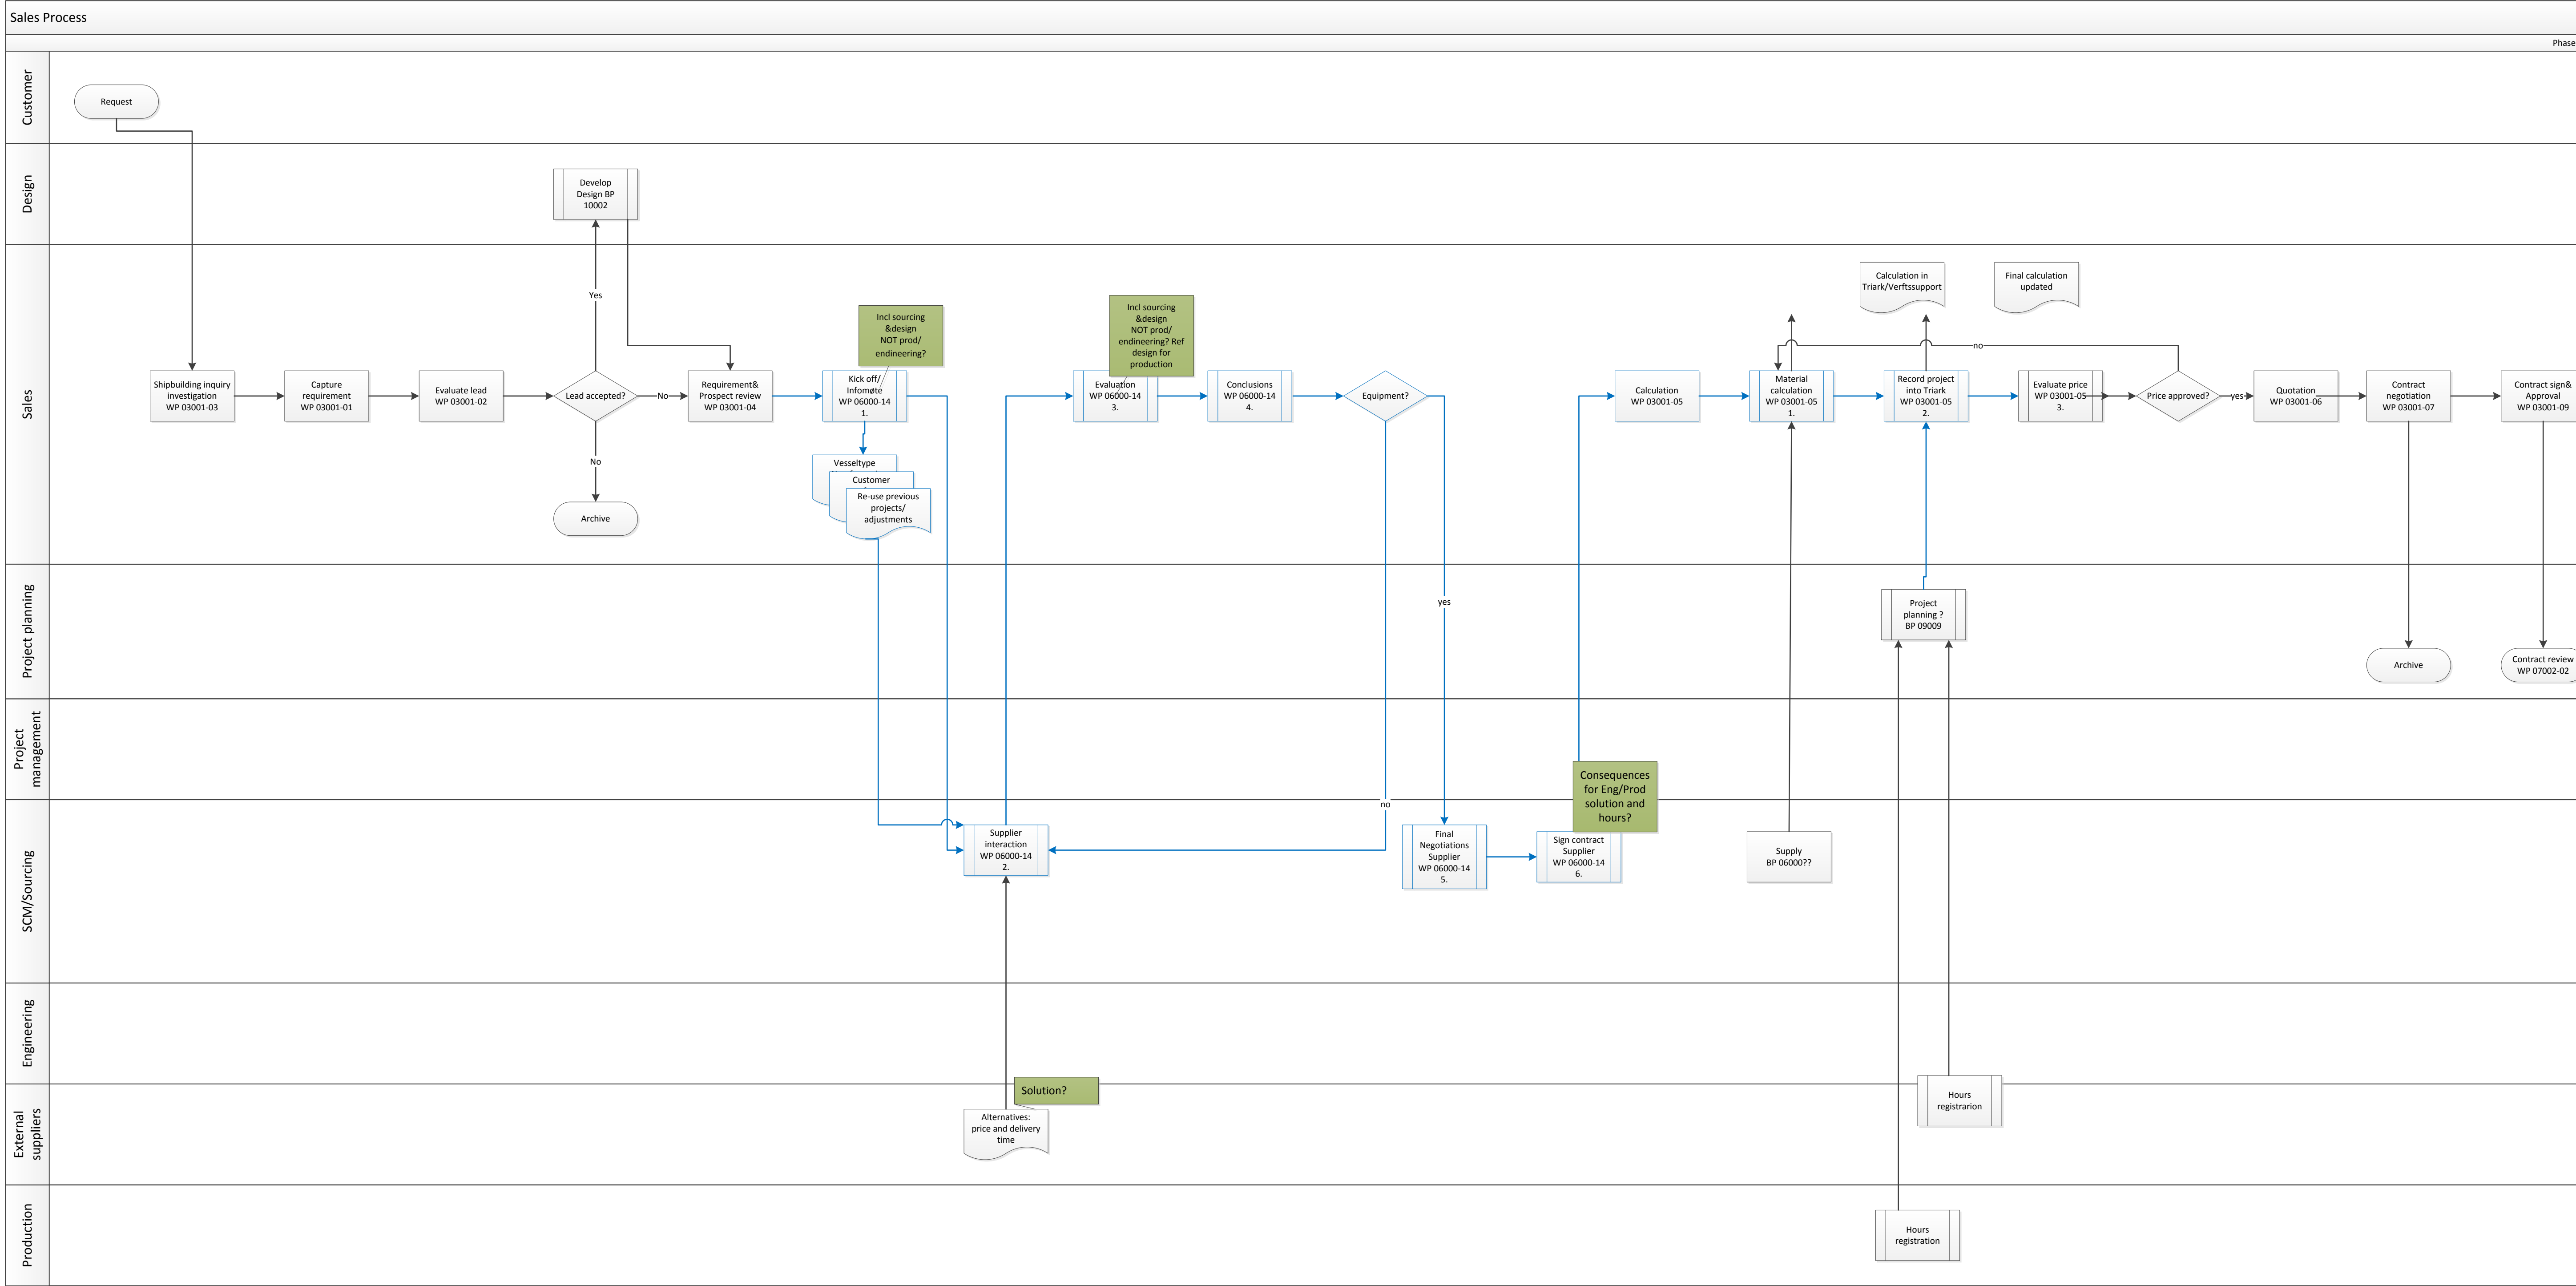 Sales Process
Phase
Customer
Request
Design
Develop
Design BP
10002
Sales
Yes
Shipbuilding inquiry
investigation
WP 03001-03
Capture
requirement
WP 03001-01
Evaluate lead
WP 03001-02
Lead accepted?
No
No
Archive
Requirement&
Prospect review
WP 03001-04
Incl sourcing
&design
NOT prod/
endineering?
Kick off/
Infomøte
WP 06000-14
1.
Vesseltype
Customer
Re-use previous
projects/
adjustments
Incl sourcing
&design
NOT prod/
endineering? Ref
design for
production
Evaluation
WP 06000-14
3.
Conclusions
WP 06000-14
4.
Equipment?
Calculation
WP 03001-05
Material
calculation
WP 03001-05
1.
Calculation in
Triark/Verftssupport
Record project
into Triark
WP 03001-05
2.
Final calculation
updated
no
Evaluate price
WP 03001-05
3.
Price approved?
yes
Quotation
WP 03001-06
Contract
negotiation
WP 03001-07
Contract sign&
Approval
WP 03001-09
Project planning
yes
Project
planning ?
BP 09009
Archive
Contract review
WP 07002-02
Project
management
Consequences
for Eng/Prod
solution and
hours?
no
SCM/Sourcing
Supplier
interaction
WP 06000-14
2.
Final
Negotiations
Supplier
WP 06000-14
5.
Sign contract
Supplier
WP 06000-14
6.
Supply
BP 06000??
Engineering
External
suppliers
Solution?
Alternatives:
price and delivery
time
Hours
registrarion
Production
Hours
registration